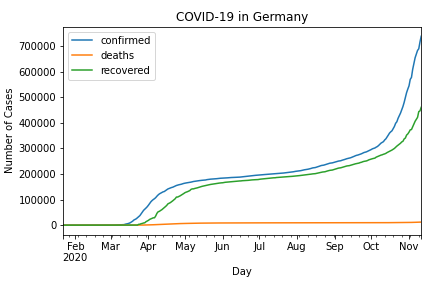 COVID-19 in Germany
confirmed
deaths
recovered
Number of Cases
700000
600000
500000
400000
300000
200000
100000
0
Feb Mar Apr May Jun Jul Aug Sep Oct Nov
2020
Day